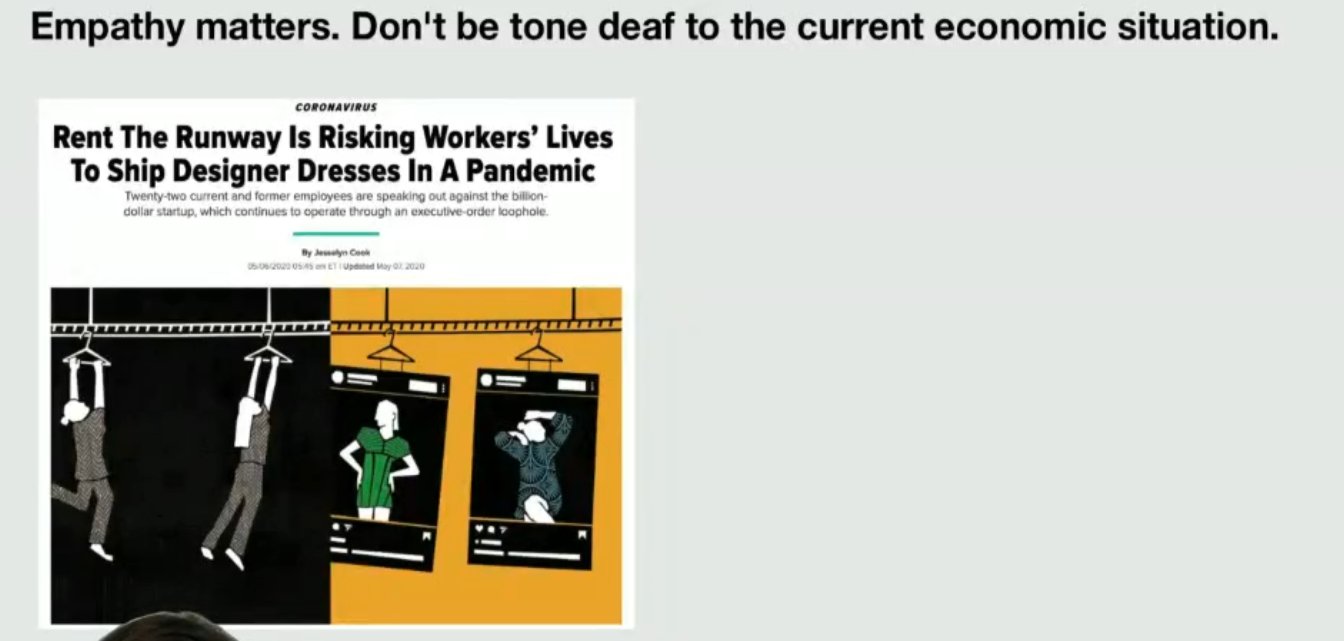 Empathy matters. Don't be tone deaf to the current economic situation.
CORONAVIRUS
Rent The Runway Is Risking Workers' Lives
To Ship Designer Dresses In A Pandemic
Twenty-two current and former employees are speaking out against the billion-
dollar startup, which continues to operate through an executive-order loophole.
By Jesselyn Cook
05/06/2020 05:45 am ET | Updated May 07, 2020